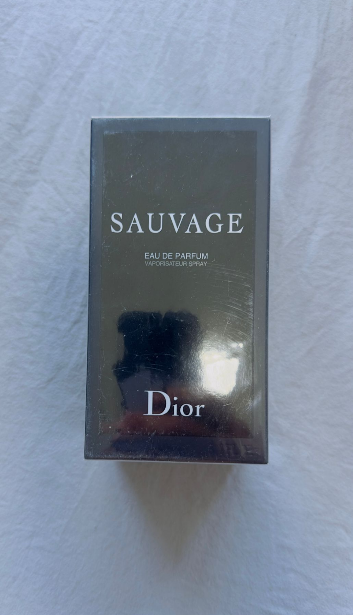 SAUVAGE
EAU DE PARFUM
VAPORISATEUR SPRAY
Dior